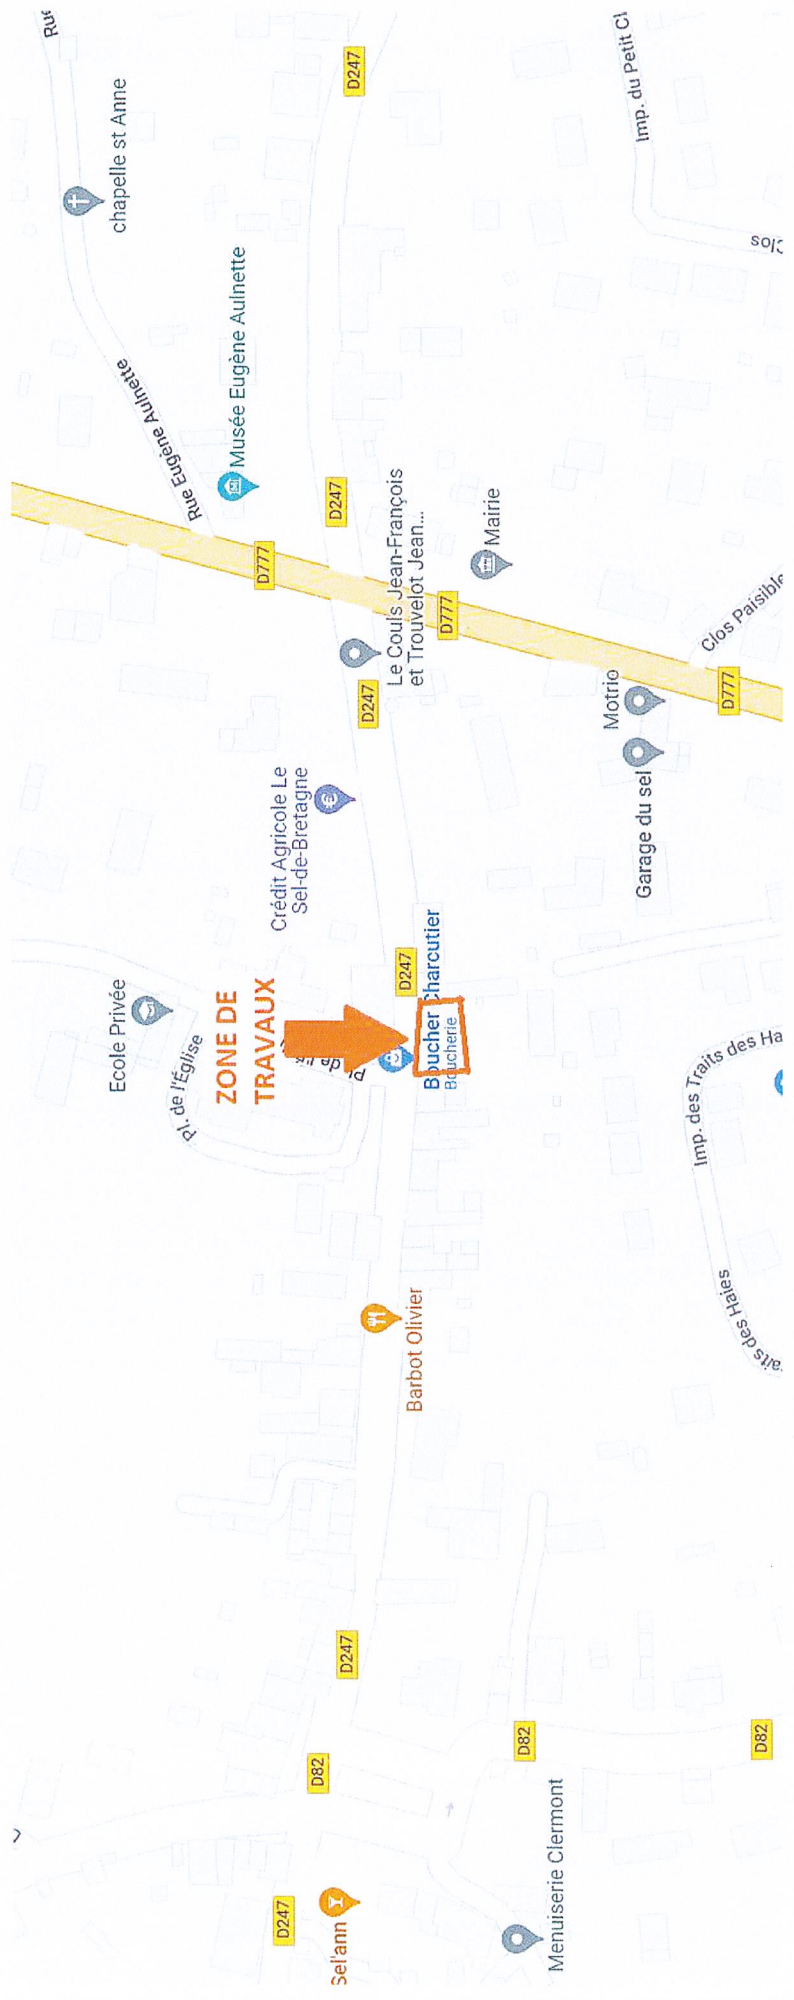 Rue
chapelle st Anne
D247
Imp. du Petit Cl
Clos
Rue Eugène Aulnette
Musée Eugène Aulnette
D777
D247
Le Couls Jean-François
et Trouvelot Jean...
Mairie
D777
Clos Paisible
D247
Motrio
D777
Crédit Agricole Le
Sel-de-Bretagne
Garage du sel
Ecole Privée
Pl. de l'Église
ZONE DE
TRAVAUX
D247
Boucher Charcutier
Boucherie
Imp. des Traits des Ha
aits des Haies
Barbot Olivier
D247
D82
D82
D82
D247
Sel'ann
Menuiserie Clermont